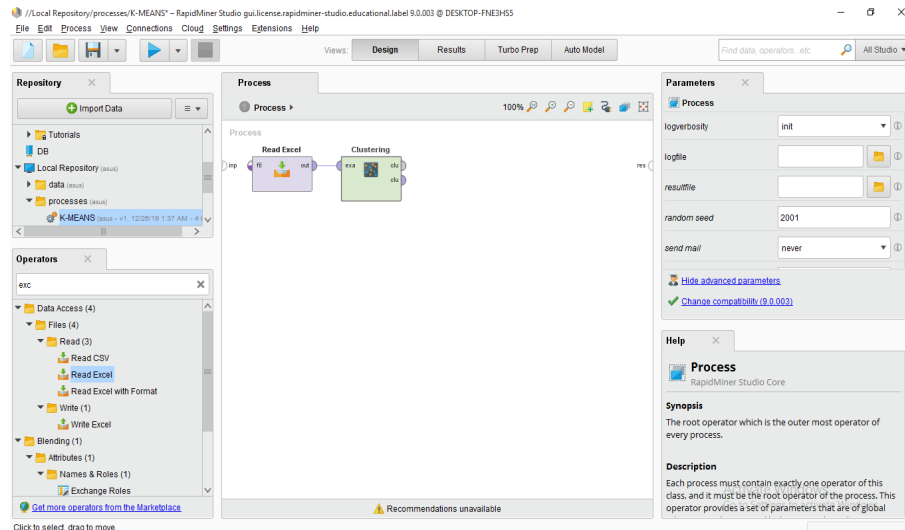 //Local Repository/processes/K-MEANS* – RapidMiner Studio gui.license.rapidminer-studio.educational.label 9.0.003 @ DESKTOP-FNE3HS5
File Edit Process View Connections Cloud Settings Extensions Help
Views: Design Results Turbo Prep Auto Model
Find data, operators...etc
All Studio
Repository
Import Data
Tutorials
DB
Local Repository (asus)
data (asus)
processes (asus)
K-MEANS (asus - v1, 12/26/19 1:37 AM - 4
Operators
exc
Data Access (4)
Files (4)
Read (3)
Read CSV
Read Excel
Read Excel with Format
Write (1)
Write Excel
Blending (1)
Attributes (1)
Names & Roles (1)
Exchange Roles
Get more operators from the Marketplace
Click to select, drag to move.
Process
Process
100%
Process
Read Excel Clustering
inp fil out exa clu res
clu
Recommendations unavailable
Parameters
Process
logverbosity init
logfile
resultfile
random seed 2001
send mail never
Hide advanced parameters
Change compatibility (9.0.003)
Help
Process
RapidMiner Studio Core
Synopsis
The root operator which is the outer most operator of
every process.
Description
Each process must contain exactly one operator of this
class, and it must be the root operator of the process. This
operator provides a set of parameters that are of global